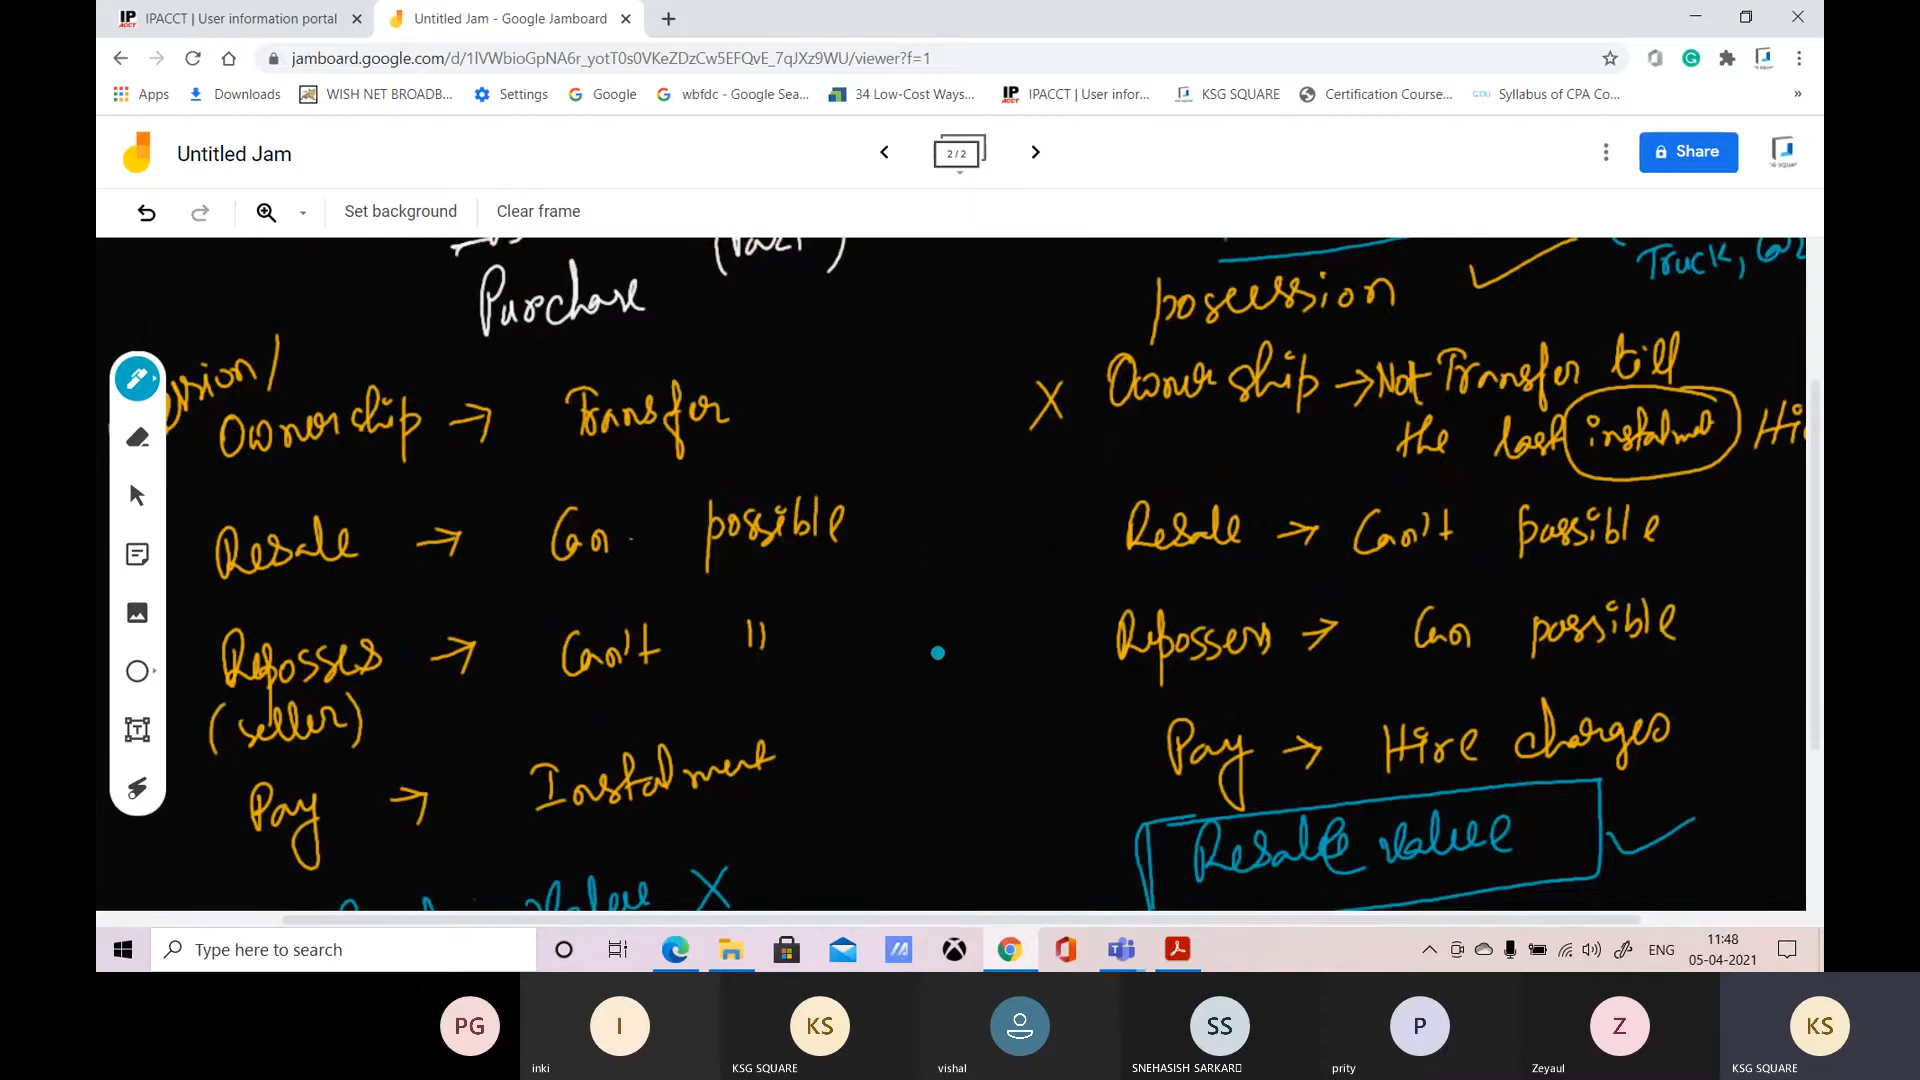 IPACCT | User information portal
Untitled Jam - Google Jamboard
jamboard.google.com/d/1lVWbioGpNA6r_yotT0s0VKeZDzCw5EFQvE_7qJXz9WU/viewer?f=1
Apps Downloads WISH NET BROADB... Settings Google wbfdc - Google Sea... 34 Low-Cost Ways... IPACCT | User infor... KSG SQUARE Certification Course... Syllabus of CPA Co... »
Untitled Jam
2 / 2
Share
Set background Clear frame
Purchase
Ownership → Transfer
Resale → Can possible
Reposses → Can't "
(seller)
Pay → Instalment
value X
Truck,
possession ✓
X Ownership → Not Transfer till
the last instalment Hi
Resale → Can't possible
Repossess → Can possible
Pay → Hire charges
Resale value ✓
Type here to search
ENG
11:48
05-04-2021
PG I KS SS P Z KS
inki KSG SQUARE vishal SNEHASISH SARKAR prity Zeyaul KSG SQUARE